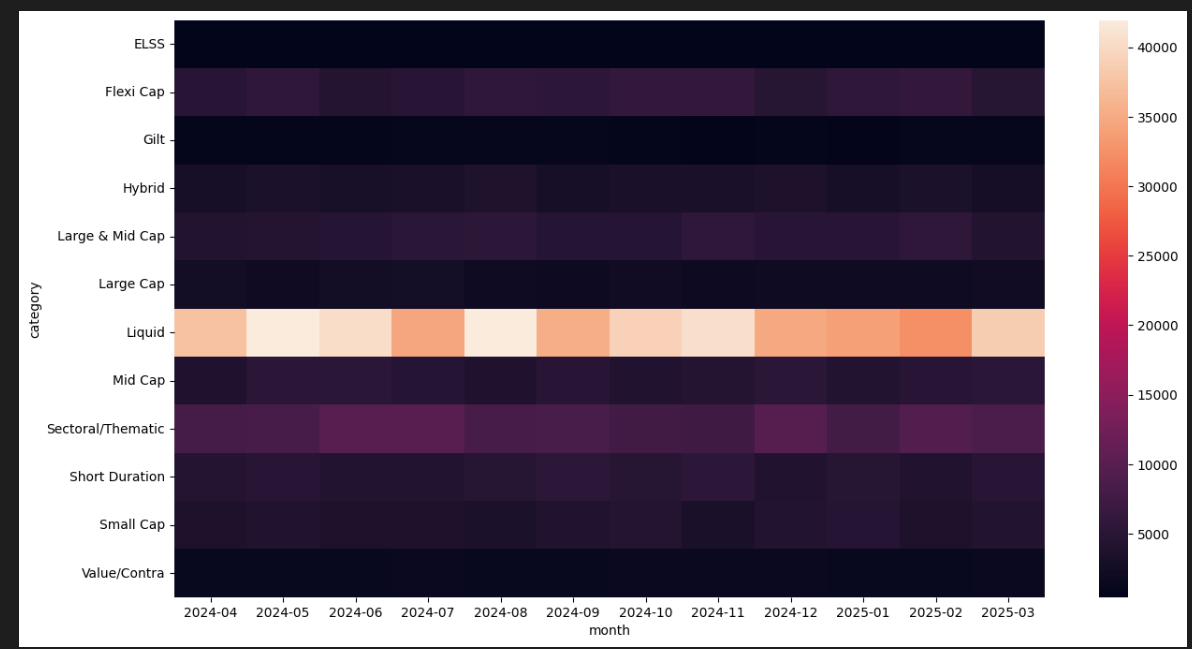 ELSS
Flexi Cap
Gilt
Hybrid
Large & Mid Cap
Large Cap
Liquid
Mid Cap
Sectoral/Thematic
Short Duration
Small Cap
Value/Contra
category
2024-04 2024-05 2024-06 2024-07 2024-08 2024-09 2024-10 2024-11 2024-12 2025-01 2025-02 2025-03
month
40000
35000
30000
25000
20000
15000
10000
5000